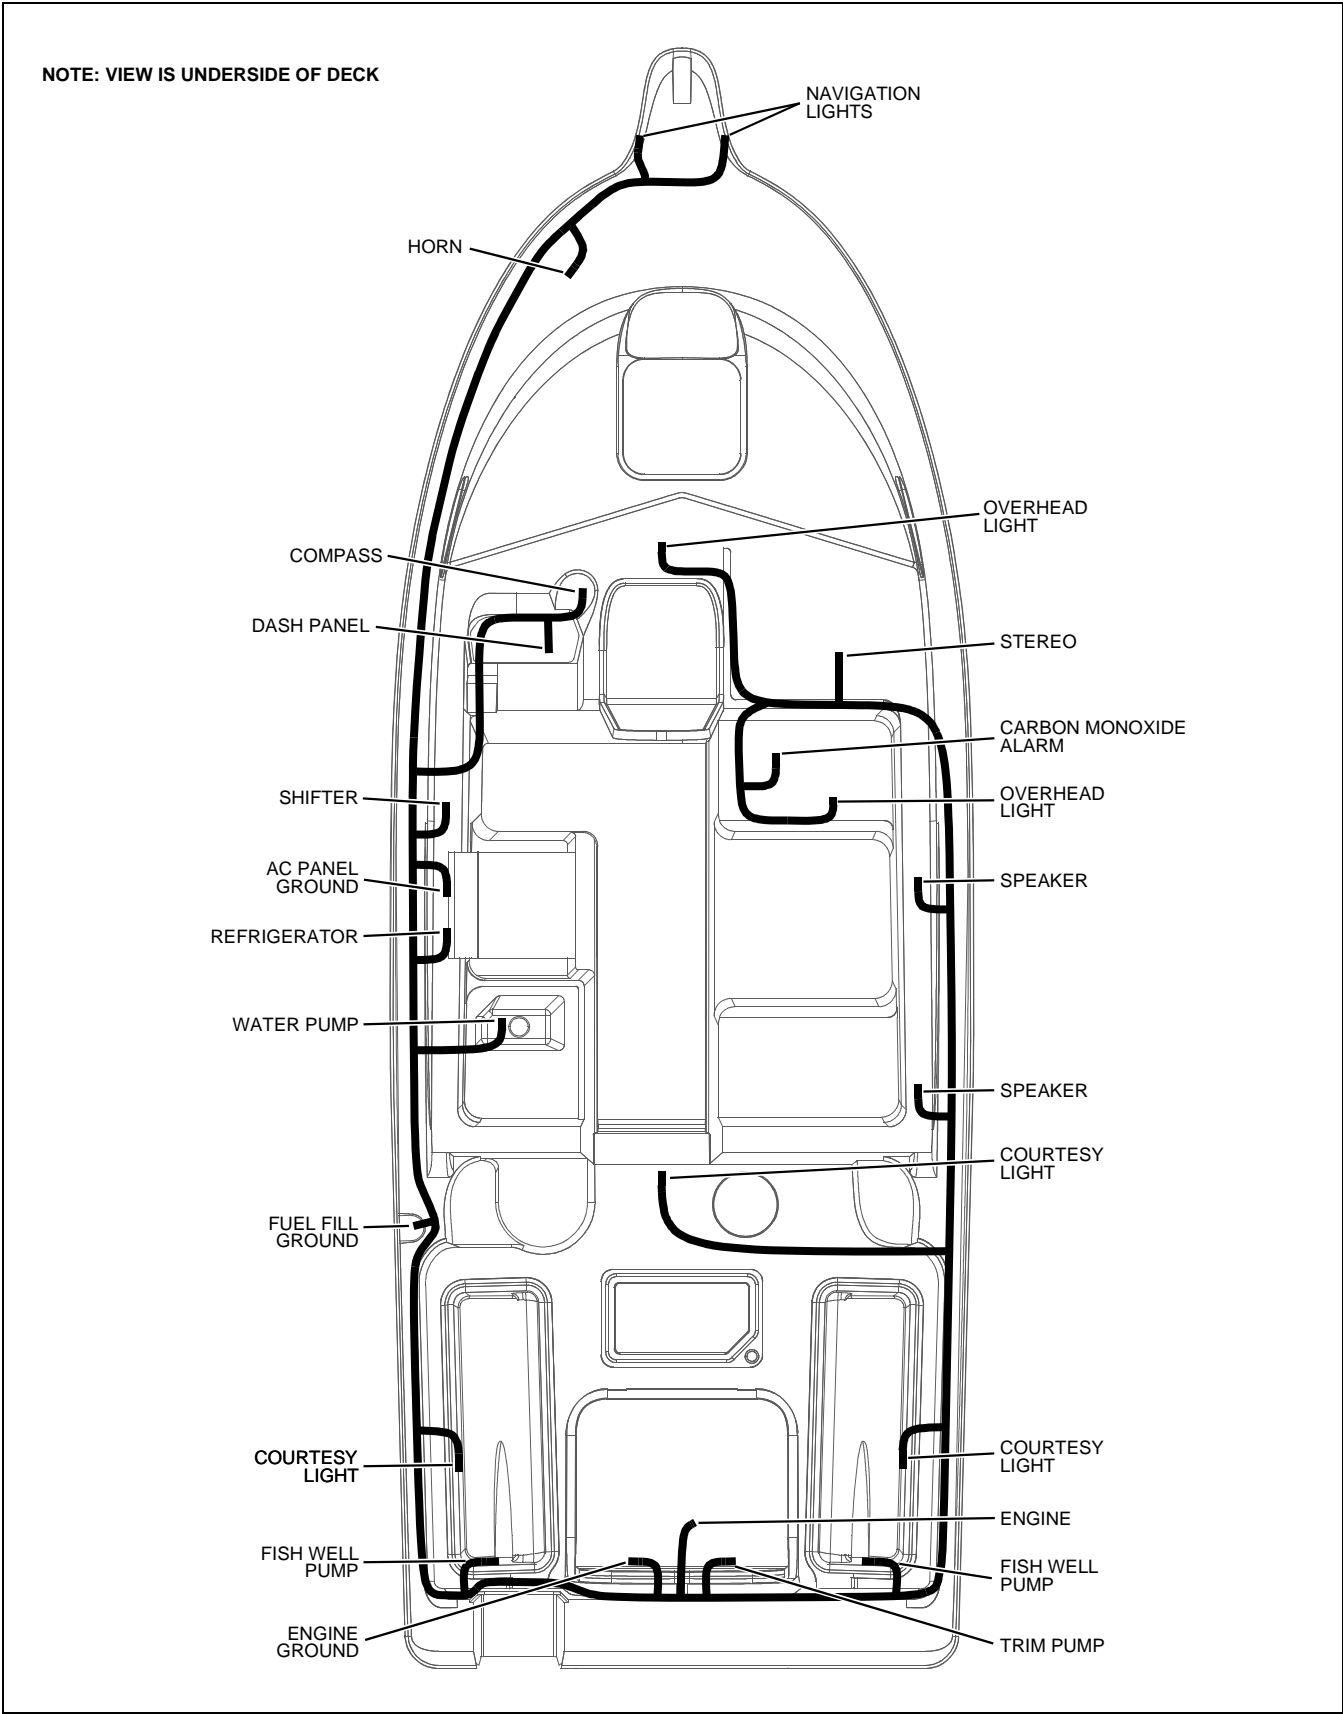 NOTE: VIEW IS UNDERSIDE OF DECK
NAVIGATION
LIGHTS
HORN
OVERHEAD
LIGHT
COMPASS
DASH PANEL
STEREO
CARBON MONOXIDE
ALARM
SHIFTER
OVERHEAD
LIGHT
AC PANEL
GROUND
SPEAKER
REFRIGERATOR
WATER PUMP
SPEAKER
COURTESY
LIGHT
FUEL FILL
GROUND
COURTESY
LIGHT
COURTESY
LIGHT
ENGINE
FISH WELL
PUMP
FISH WELL
PUMP
ENGINE
GROUND
TRIM PUMP